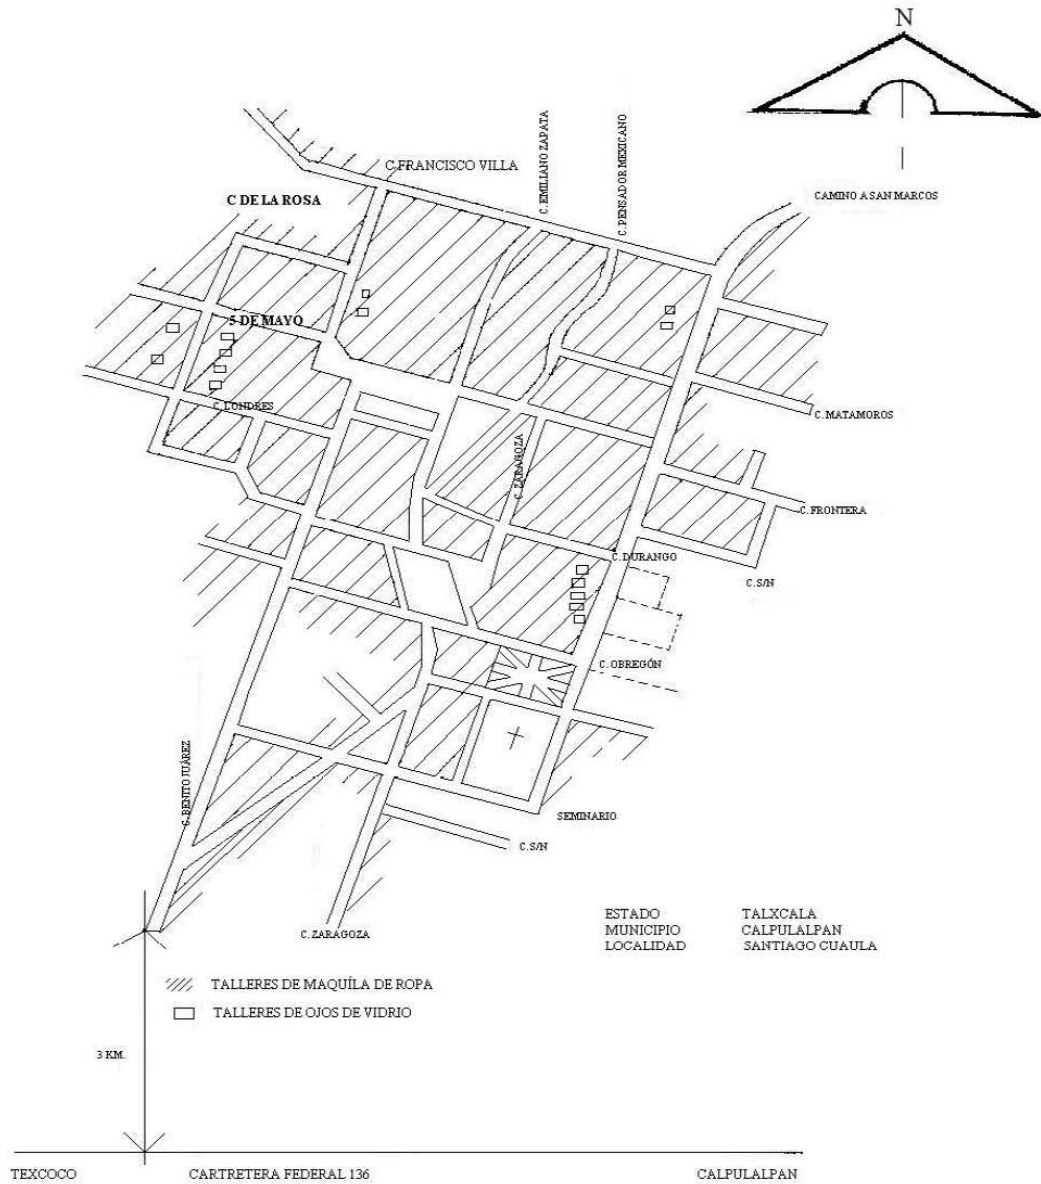 N
C. EMILIANO ZAPATA
C. PENSADOR MEXICANO
C. FRANCISCO VILLA
CAMINO A SAN MARCOS
C DE LA ROSA
5 DE MAYO
C. LONDRES
C. MATAMOROS
C. ZARAGOZA
C. FRONTERA
C. DURANGO
C. S/N
C. OBREGÓN
C. BENITO JUÁREZ
SEMINARIO
C. S/N
C. ZARAGOZA
ESTADO TALXCALA
MUNICIPIO CALPULALPAN
LOCALIDAD SANTIAGO CUAULA
TALLERES DE MAQUÍLA DE ROPA
TALLERES DE OJOS DE VIDRIO
3 KM.
TEXCOCO CARTRETERA FEDERAL 136 CALPULALPAN